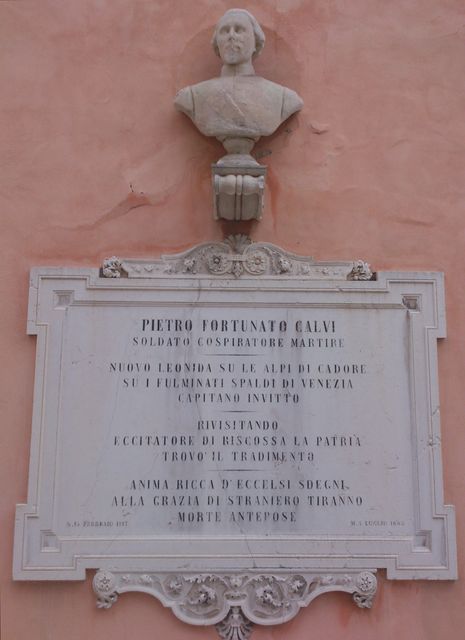 PIETRO FORTUNATO CALVI
SOLDATO COSPIRATORE MARTIRE
NUOVO LEONIDA SU LE ALPI DI CADORE
SU I FULMINATI SPALDI DI VENEZIA
CAPITANO INVITTO
RIVISITANDO
ECCITATORE DI RISCOSSA LA PATRIA
TROVO' IL TRADIMENTO
ANIMA RICCA D'ECCELSI SDEGNI
ALLA GRAZIA DI STRANIERO TIRANNO
MORTE ANTEPOSE
FEBBRAIO
LUGLIO